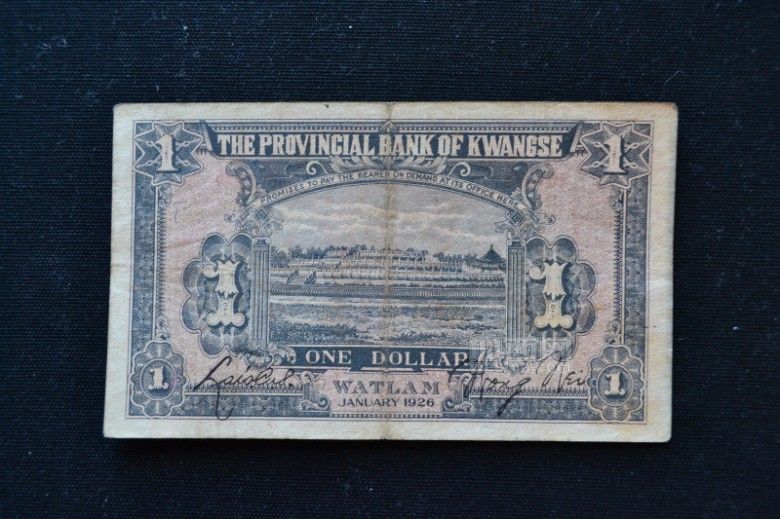 1 THE PROVINCIAL BANK OF KWANGSE 1
PROMISES TO PAY THE BEARER ON DEMAND AT ITS OFFICE HERE
1 1
ONE DOLLAR
1 WATLAM 1
JANUARY 1926